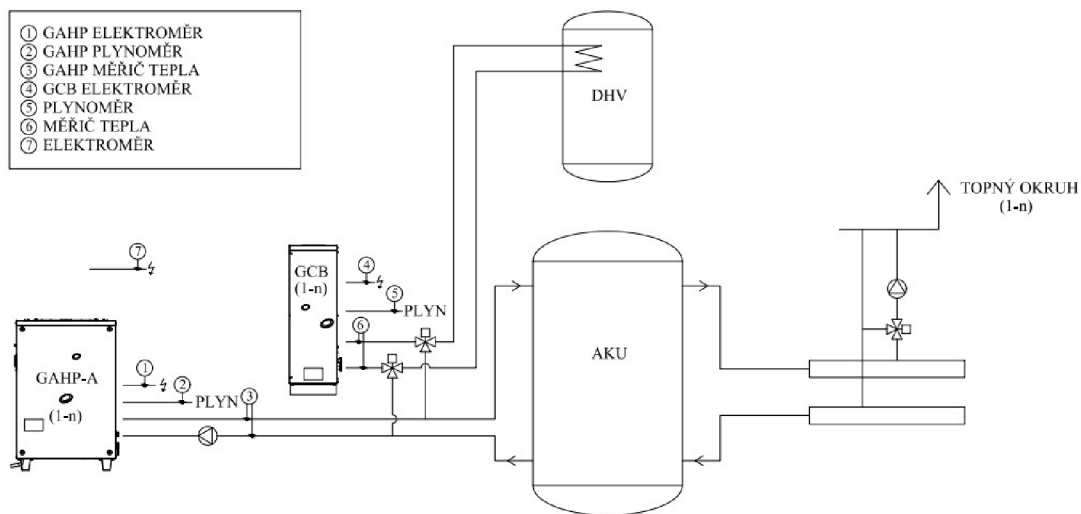 ① GAHP ELEKTROMĚR
② GAHP PLYNOMĚR
③ GAHP MĚŘIČ TEPLA
④ GCB ELEKTROMĚR
⑤ PLYNOMĚR
⑥ MĚŘIČ TEPLA
⑦ ELEKTROMĚR
DHV
TOPNÝ OKRUH
(1-n)
⑦
GCB
(1-n)
④
⑤
PLYN
⑥
AKU
GAHP-A
(1-n)
①
②
PLYN
③